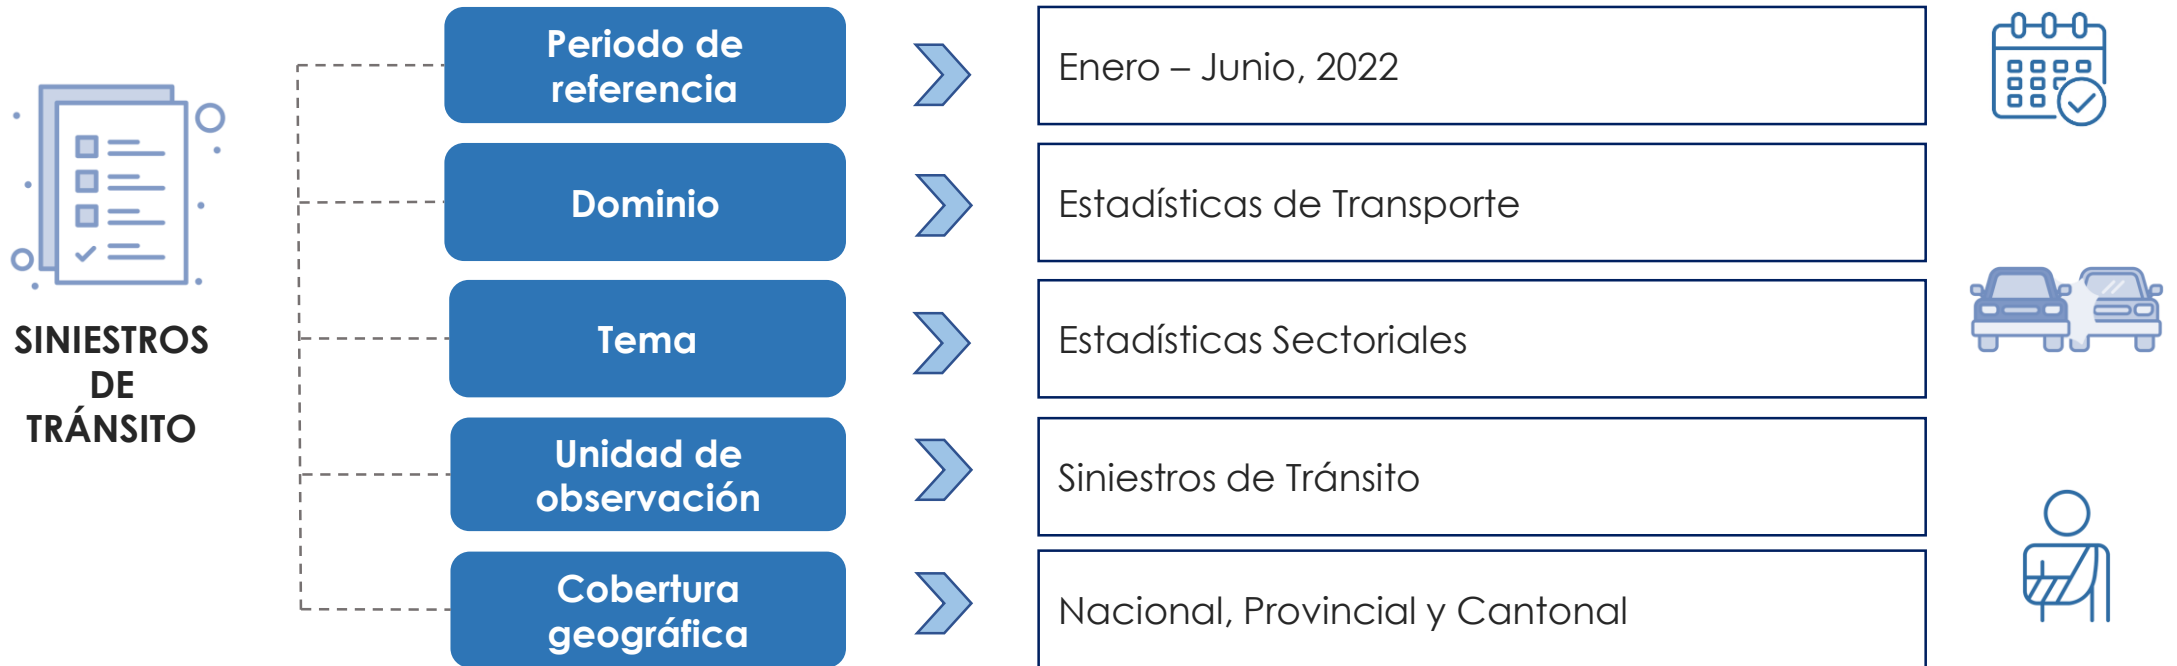 SINIESTROS
DE
TRÁNSITO
Periodo de
referencia
Enero – Junio, 2022
Dominio
Estadísticas de Transporte
Tema
Estadísticas Sectoriales
Unidad de
observación
Siniestros de Tránsito
Cobertura
geográfica
Nacional, Provincial y Cantonal